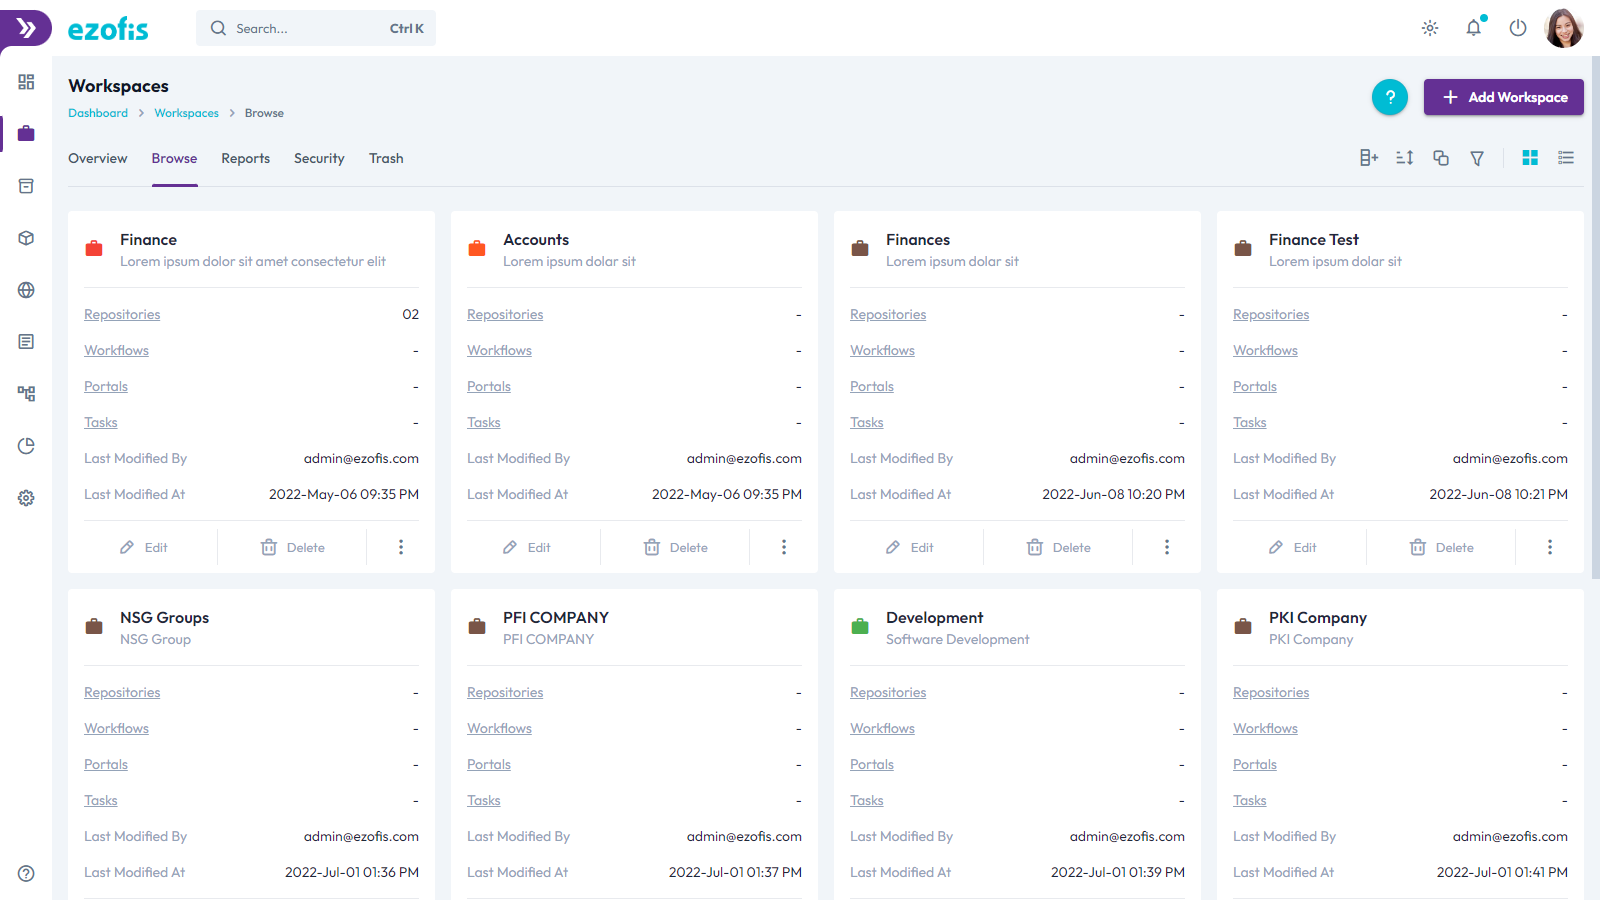 ezofis
Search...
Ctrl K
Workspaces
Dashboard > Workspaces > Browse
?
+ Add Workspace
Overview Browse Reports Security Trash
Finance
Lorem ipsum dolor sit amet consectetur elit
Repositories 02
Workflows -
Portals -
Tasks -
Last Modified By admin@ezofis.com
Last Modified At 2022-May-06 09:35 PM
Edit Delete
Accounts
Lorem ipsum dolar sit
Repositories -
Workflows -
Portals -
Tasks -
Last Modified By admin@ezofis.com
Last Modified At 2022-May-06 09:35 PM
Edit Delete
Finances
Lorem ipsum dolar sit
Repositories -
Workflows -
Portals -
Tasks -
Last Modified By admin@ezofis.com
Last Modified At 2022-Jun-08 10:20 PM
Edit Delete
Finance Test
Lorem ipsum dolar sit
Repositories -
Workflows -
Portals -
Tasks -
Last Modified By admin@ezofis.com
Last Modified At 2022-Jun-08 10:21 PM
Edit Delete
NSG Groups
NSG Group
Repositories -
Workflows -
Portals -
Tasks -
Last Modified By admin@ezofis.com
Last Modified At 2022-Jul-01 01:36 PM
PFI COMPANY
PFI COMPANY
Repositories -
Workflows -
Portals -
Tasks -
Last Modified By admin@ezofis.com
Last Modified At 2022-Jul-01 01:37 PM
Development
Software Development
Repositories -
Workflows -
Portals -
Tasks -
Last Modified By admin@ezofis.com
Last Modified At 2022-Jul-01 01:39 PM
PKI Company
PKI Company
Repositories -
Workflows -
Portals -
Tasks -
Last Modified By admin@ezofis.com
Last Modified At 2022-Jul-01 01:41 PM